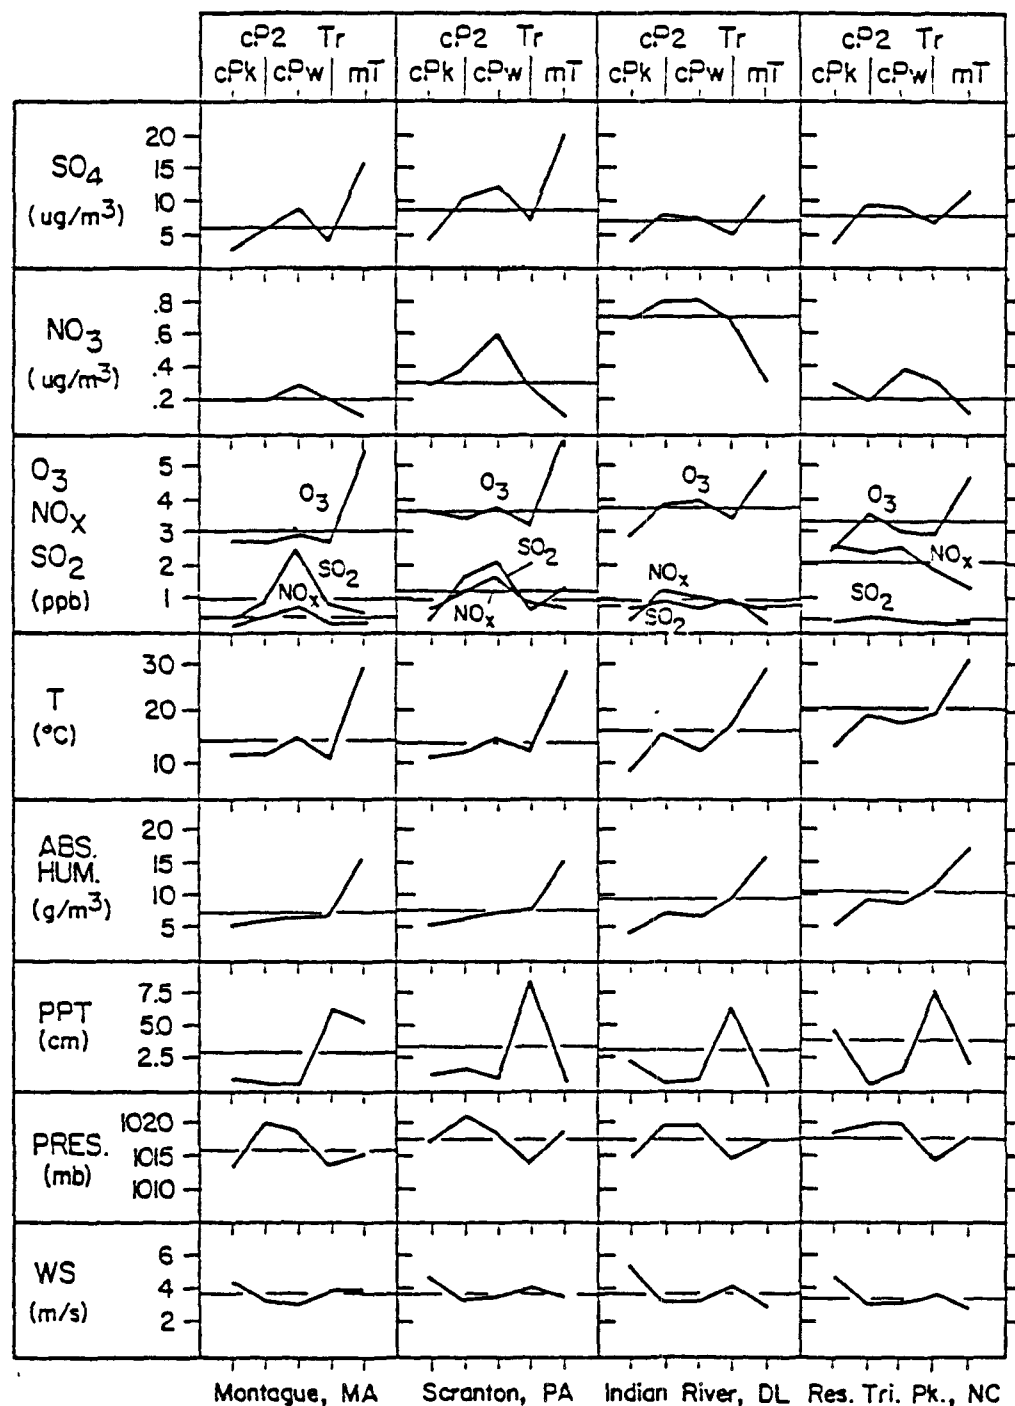 cP2 Tr cP2 Tr cP2 Tr cP2 Tr
cPk cPw mT cPk cPw mT cPk cPw mT cPk cPw mT
SO4
(ug/m3)
20
15
10
5
NO3
(ug/m3)
.8
.6
.4
.2
O3
NOX
SO2
(ppb)
5
4
3
2
1
O3
SO2
NOX
O3
SO2
NOX
O3
NOX
SO2
O3
NOX
SO2
T
(°C)
30
20
10
ABS.
HUM.
(g/m3)
20
15
10
5
PPT
(cm)
7.5
5.0
2.5
PRES.
(mb)
1020
1015
1010
WS
(m/s)
6
4
2
Montague, MA Scranton, PA Indian River, DL Res. Tri. Pk., NC